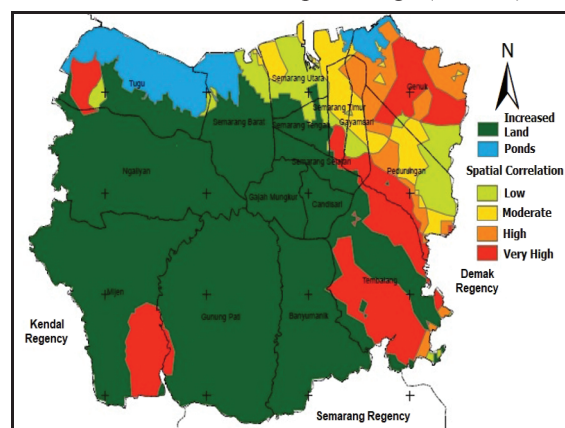 N
Tugu
Genuk
Semarang Utara
Increased
Land
Ponds
Semarang Timur
Semarang Barat
Gayamsari
Semarang Tengah
Spatial Correlation
Ngaliyan
Semarang Selatan
Pedurungan
Low
Gajah Mungkur
Candisari
Moderate
High
Very High
Tembalang
Demak
Regency
Mijen
Gunung Pati
Banyumanik
Kendal
Regency
Semarang Regency